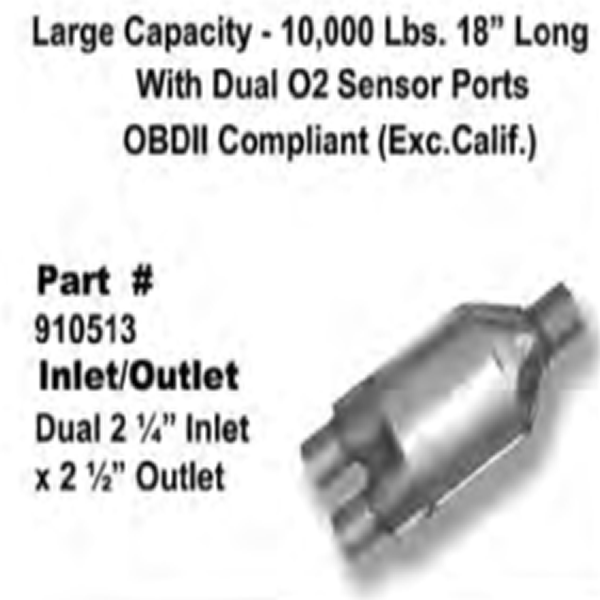 Large Capacity - 10,000 Lbs. 18” Long
With Dual O2 Sensor Ports
OBDII Compliant (Exc.Calif.)
Part #
910513
Inlet/Outlet
Dual 2 ¼” Inlet
x 2 ½” Outlet